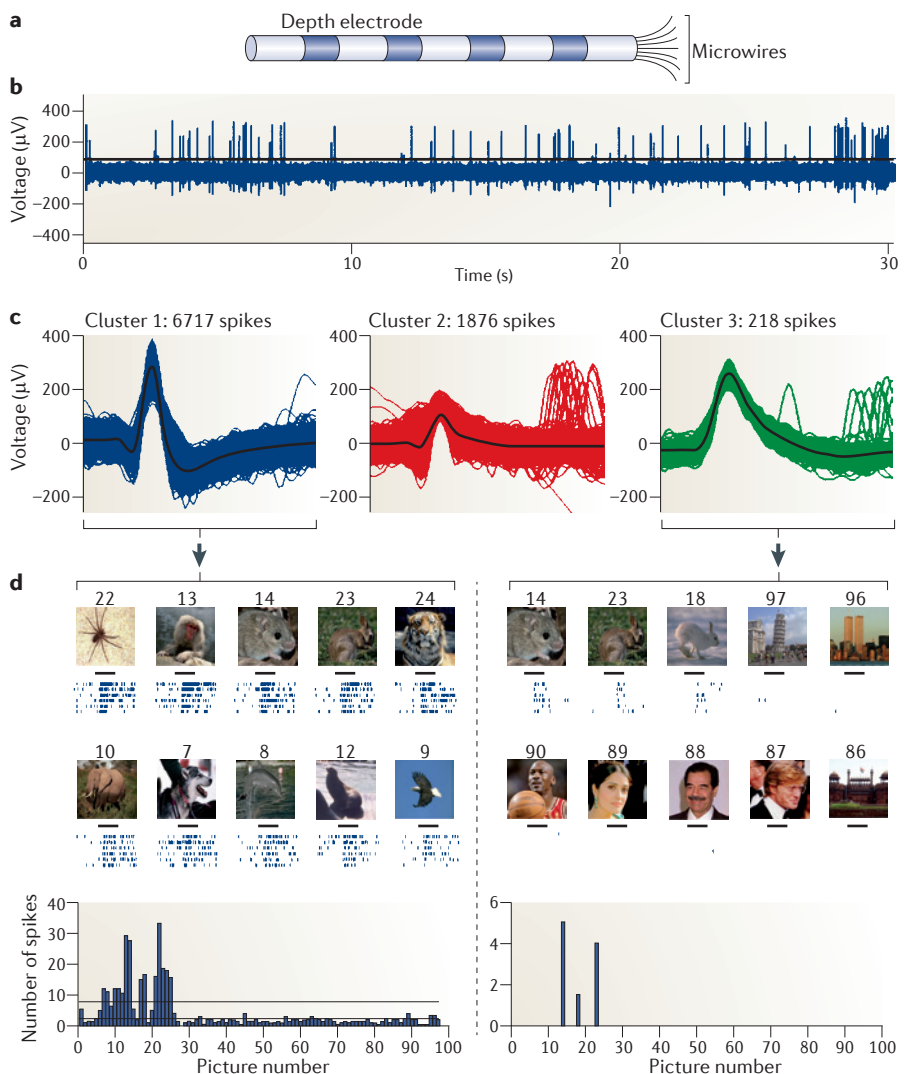 a
Depth electrode
Microwires
b
Voltage (μV)
400
200
0
−200
−400
0 10 20 30
Time (s)
c
Cluster 1: 6717 spikes
Cluster 2: 1876 spikes
Cluster 3: 218 spikes
Voltage (μV)
400
200
0
−200
400
200
0
−200
400
200
0
−200
d
22 13 14 23 24
10 7 8 12 9
14 23 18 97 96
90 89 88 87 86
Number of spikes
40
30
20
10
0
0 10 20 30 40 50 60 70 80 90 100
Picture number
6
4
2
0
0 10 20 30 40 50 60 70 80 90 100
Picture number